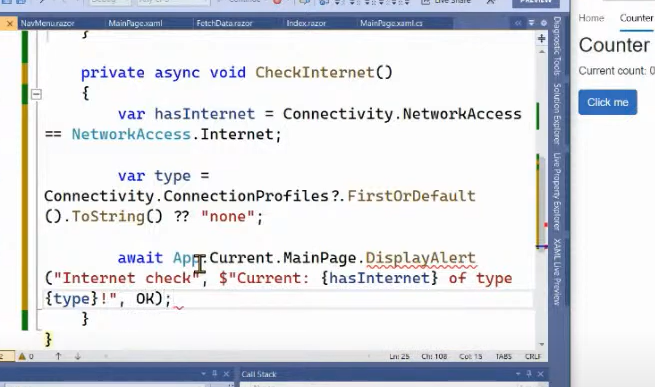 NavMenu.razor MainPage.xaml FetchData.razor Index.razor MainPage.xaml.cs
Live Share
PREVIEW
}
private async void CheckInternet()
{
var hasInternet = Connectivity.NetworkAccess
== NetworkAccess.Internet;
var type =
Connectivity.ConnectionProfiles?.FirstOrDefault
().ToString() ?? "none";
await App.Current.MainPage.DisplayAlert
("Internet check", $"Current: {hasInternet} of type
{type}!", OK);
}
}
0 Ln: 25 Ch: 108 Col: 15 TABS CRLF
Call Stack
Diagnostic Tools
Solution Explorer
Live Property Explorer
XAML Live Preview
Home Counter
Counter
Current count: 0
Click me